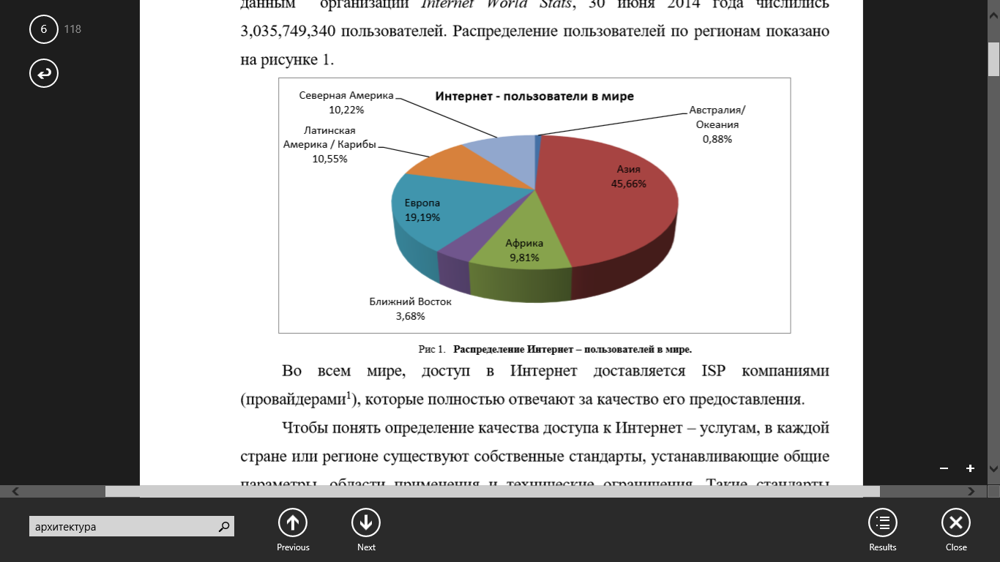 6 118
данным организации Internet World Stats, 30 июня 2014 года числились
3,035,749,340 пользователей. Распределение пользователей по регионам показано
на рисунке 1.
Интернет - пользователи в мире
Северная Америка
10,22%
Австралия/
Океания
0,88%
Латинская
Америка / Карибы
10,55%
Азия
45,66%
Европа
19,19%
Африка
9,81%
Ближний Восток
3,68%
Рис 1. Распределение Интернет – пользователей в мире.
Во всем мире, доступ в Интернет доставляется ISP компаниями
(провайдерами1), которые полностью отвечают за качество его предоставления.
Чтобы понять определение качества доступа к Интернет – услугам, в каждой
стране или регионе существуют собственные стандарты, устанавливающие общие
параметры, области применения и технические ограничения. Такие стандарты
архитектура
Previous
Next
Results
Close